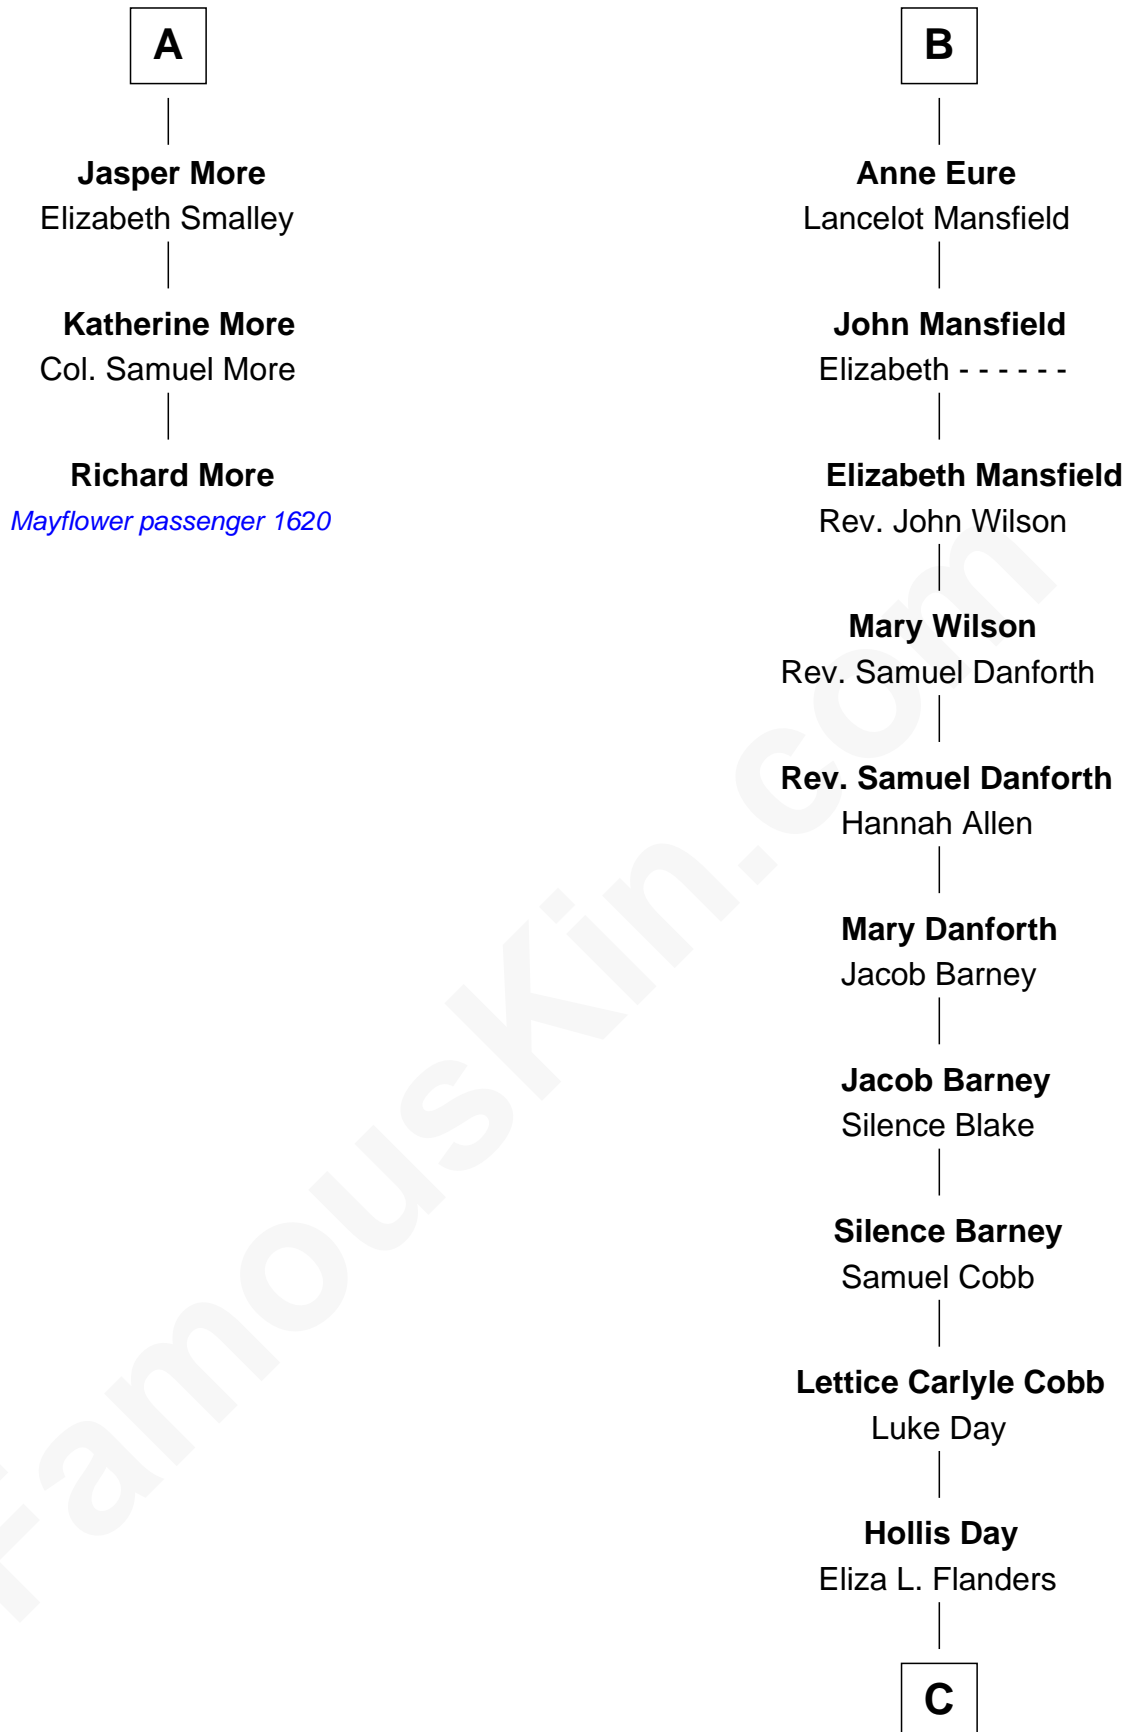 A
Jasper More
Elizabeth Smalley
Katherine More
Col. Samuel More
Richard More
Mayflower passenger 1620
B
Anne Eure
Lancelot Mansfield
John Mansfield
Elizabeth - - - - - -
Elizabeth Mansfield
Rev. John Wilson
Mary Wilson
Rev. Samuel Danforth
Rev. Samuel Danforth
Hannah Allen
Mary Danforth
Jacob Barney
Jacob Barney
Silence Blake
Silence Barney
Samuel Cobb
Lettice Carlyle Cobb
Luke Day
Hollis Day
Eliza L. Flanders
C
FamousKin.com